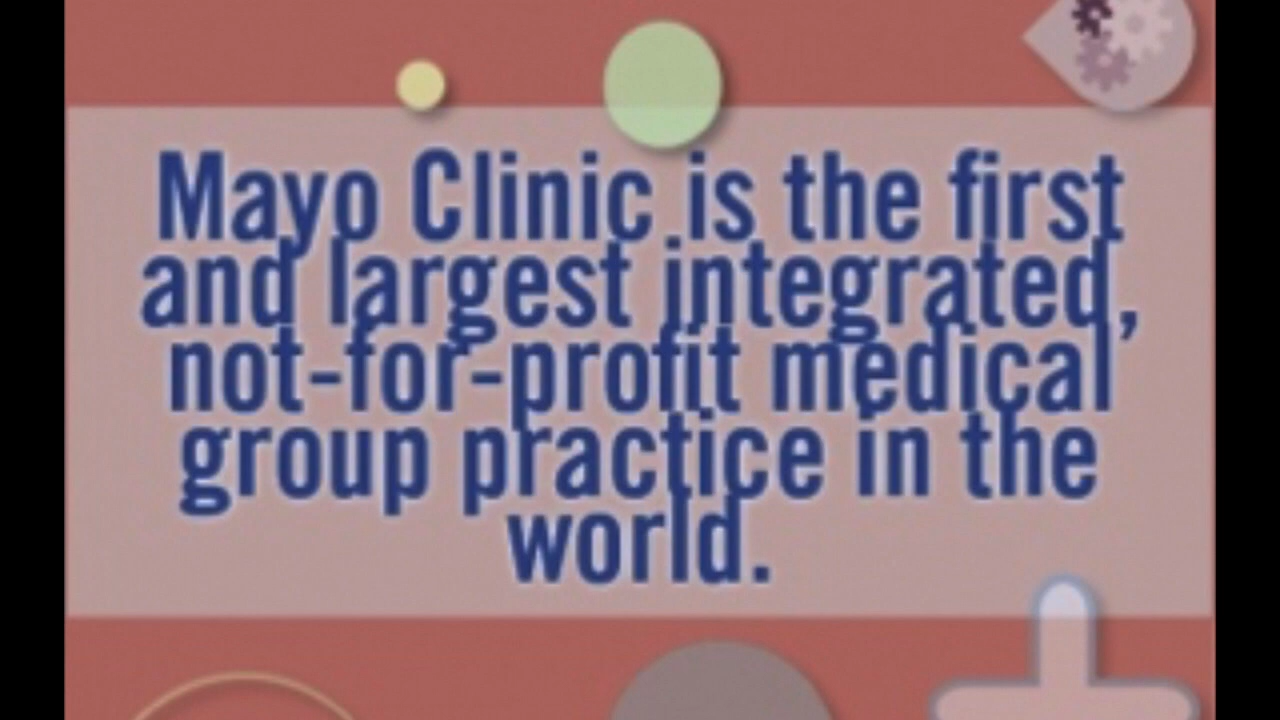 Mayo Clinic is the first
and largest integrated,
not-for-profit medical
group practice in the
world.